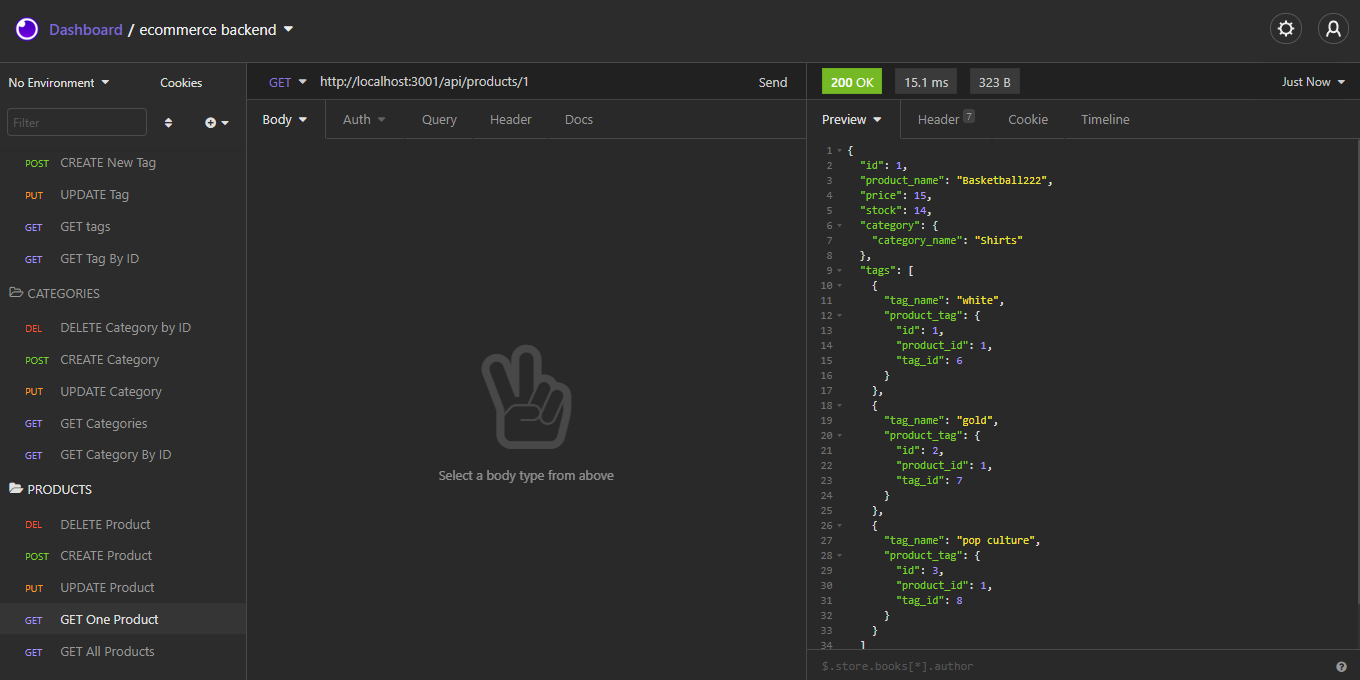 Dashboard / ecommerce backend
No Environment
Cookies
Filter
POST CREATE New Tag
PUT UPDATE Tag
GET GET tags
GET GET Tag By ID
CATEGORIES
DEL DELETE Category by ID
POST CREATE Category
PUT UPDATE Category
GET GET Categories
GET GET Category By ID
PRODUCTS
DEL DELETE Product
POST CREATE Product
PUT UPDATE Product
GET GET One Product
GET GET All Products
GET http://localhost:3001/api/products/1 Send
Body Auth Query Header Docs
Select a body type from above
200 OK 15.1 ms 323 B Just Now
Preview Header 7 Cookie Timeline
1 {
2 "id": 1,
3 "product_name": "Basketball222",
4 "price": 15,
5 "stock": 14,
6 "category": {
7 "category_name": "Shirts"
8 },
9 "tags": [
10 {
11 "tag_name": "white",
12 "product_tag": {
13 "id": 1,
14 "product_id": 1,
15 "tag_id": 6
16 }
17 },
18 {
19 "tag_name": "gold",
20 "product_tag": {
21 "id": 2,
22 "product_id": 1,
23 "tag_id": 7
24 }
25 },
26 {
27 "tag_name": "pop culture",
28 "product_tag": {
29 "id": 3,
30 "product_id": 1,
31 "tag_id": 8
32 }
33 }
34 ]
$.store.books[*].author
?